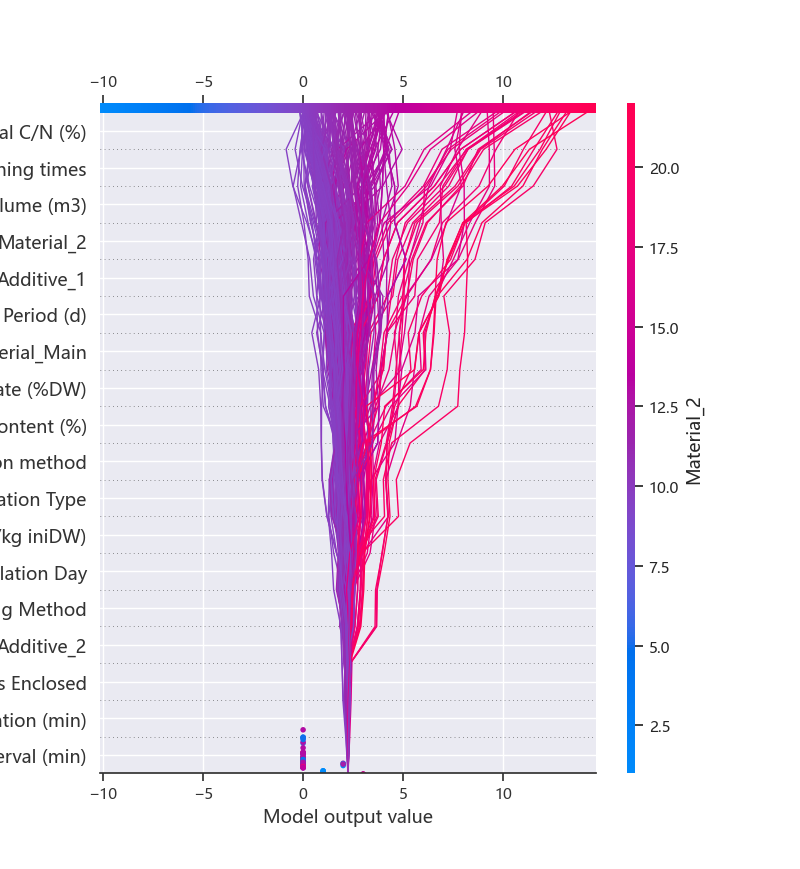 −10 −5 0 5 10
al C/N (%)
ning times
lume (m3)
Material_2
Additive_1
Period (d)
erial_Main
ate (%DW)
ontent (%)
on method
ation Type
/kg iniDW)
lation Day
g Method
Additive_2
s Enclosed
ation (min)
erval (min)
−10 −5 0 5 10
Model output value
20.0
17.5
15.0
12.5
10.0
7.5
5.0
2.5
Material_2